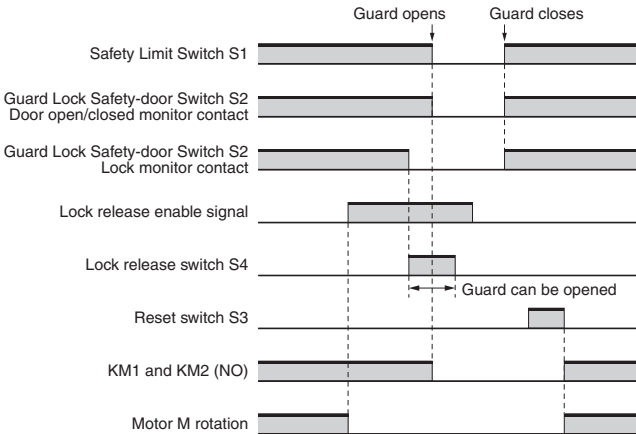 Guard opens
Guard closes
Safety Limit Switch S1
Guard Lock Safety-door Switch S2
Door open/closed monitor contact
Guard Lock Safety-door Switch S2
Lock monitor contact
Lock release enable signal
Lock release switch S4
Guard can be opened
Reset switch S3
KM1 and KM2 (NO)
Motor M rotation